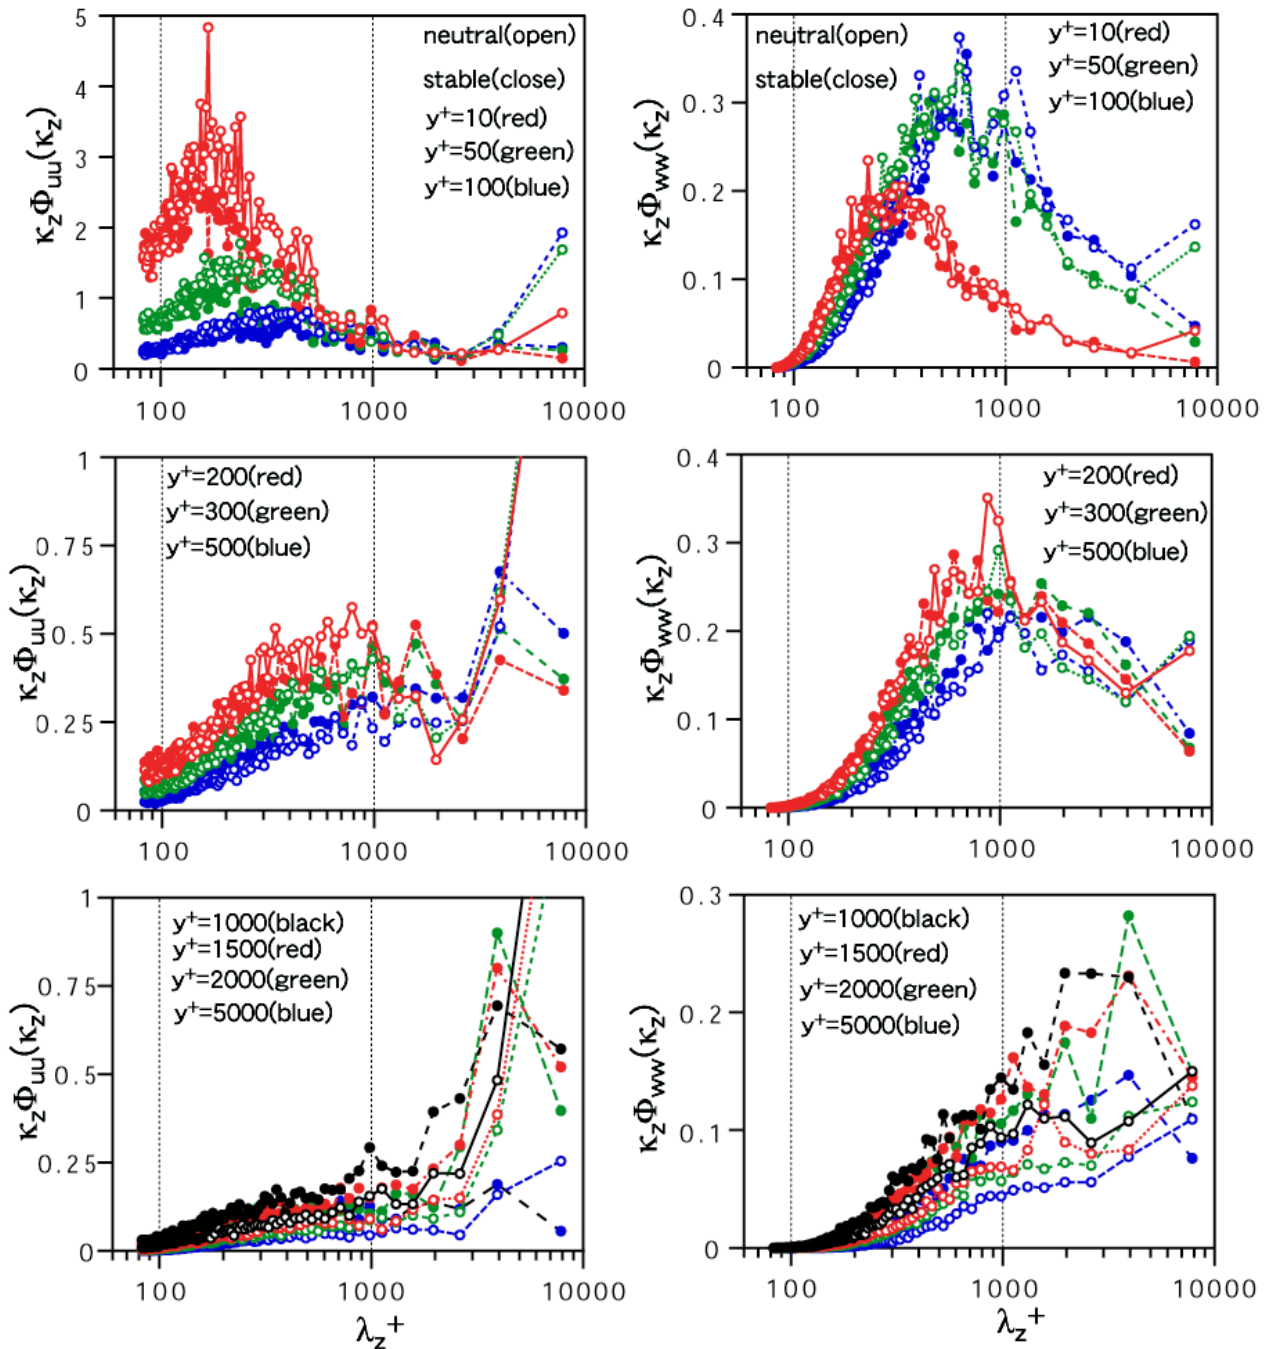 5
4
3
2
1
0
κzΦuu(κz)
neutral(open)
stable(close)
y+=10(red)
y+=50(green)
y+=100(blue)
100
1000
10000
0.4
0.3
0.2
0.1
0
κzΦww(κz)
neutral(open)
stable(close)
y+=10(red)
y+=50(green)
y+=100(blue)
100
1000
10000
1
0.75
0.5
0.25
0
κzΦuu(κz)
y+=200(red)
y+=300(green)
y+=500(blue)
100
1000
10000
0.4
0.3
0.2
0.1
0
κzΦww(κz)
y+=200(red)
y+=300(green)
y+=500(blue)
100
1000
10000
1
0.75
0.5
0.25
0
κzΦuu(κz)
y+=1000(black)
y+=1500(red)
y+=2000(green)
y+=5000(blue)
100
1000
10000
λz+
0.3
0.2
0.1
0
κzΦww(κz)
y+=1000(black)
y+=1500(red)
y+=2000(green)
y+=5000(blue)
100
1000
10000
λz+